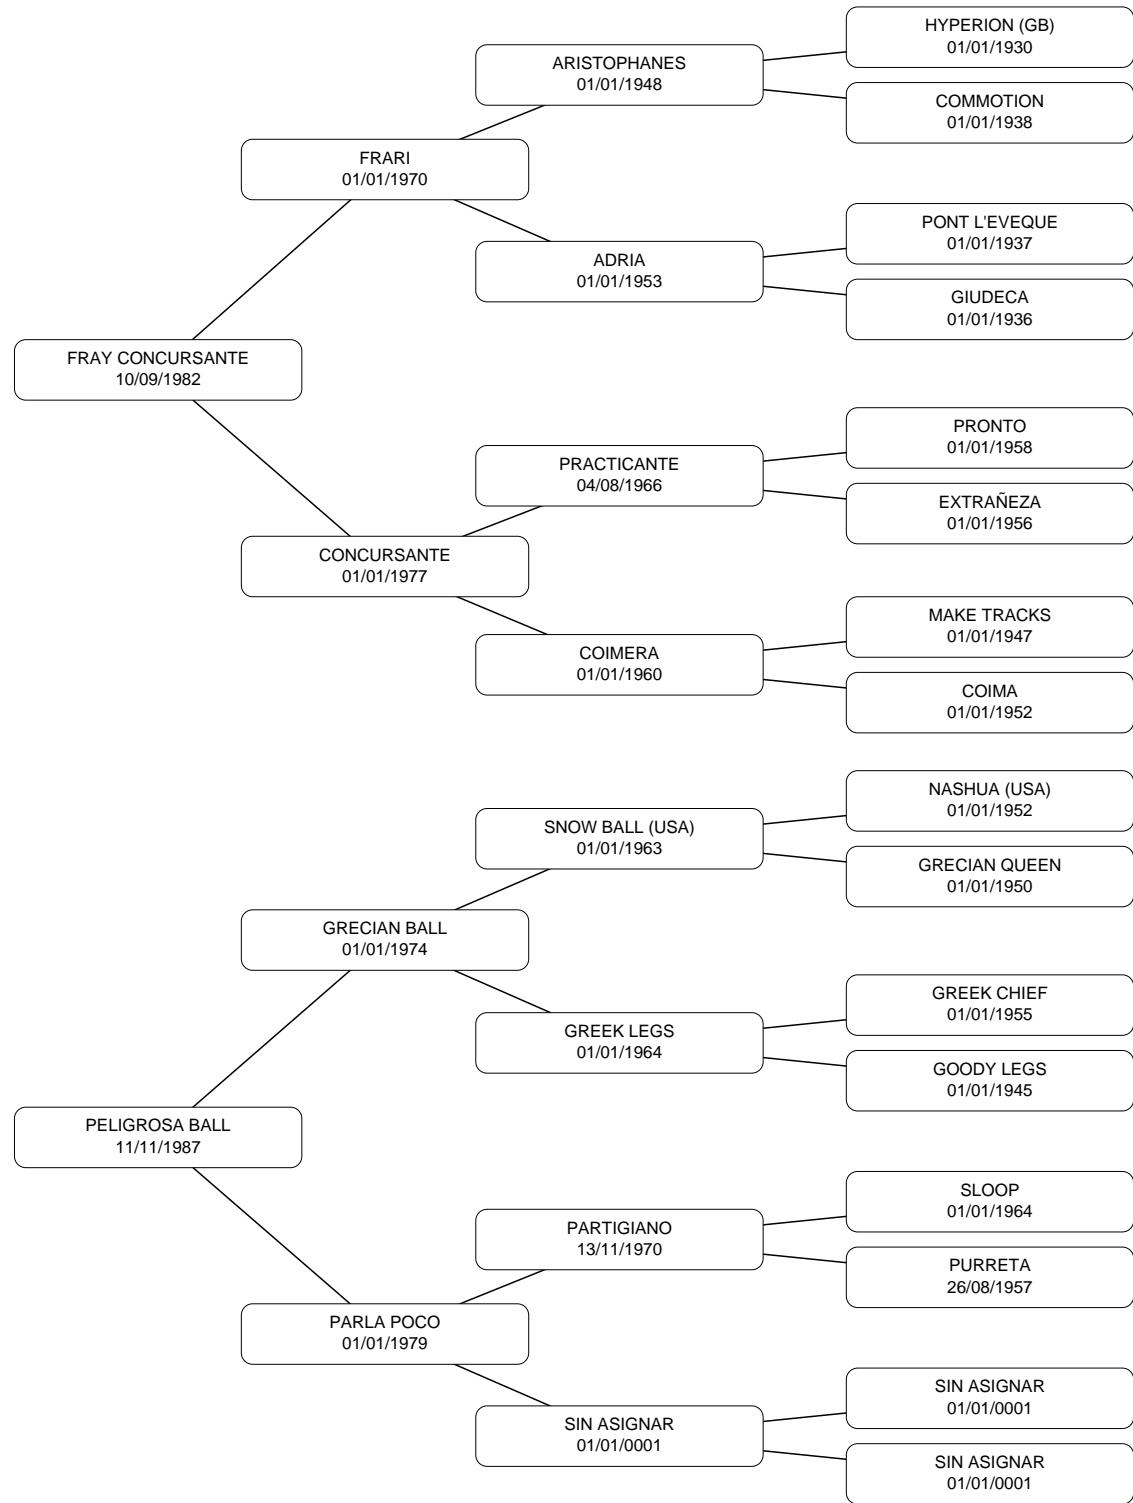 HYPERION (GB)
01/01/1930
ARISTOPHANES
01/01/1948
COMMOTION
01/01/1938
FRARI
01/01/1970
PONT L'EVEQUE
01/01/1937
ADRIA
01/01/1953
GIUDECA
01/01/1936
FRAY CONCURSANTE
10/09/1982
PRONTO
01/01/1958
PRACTICANTE
04/08/1966
EXTRAÑEZA
01/01/1956
CONCURSANTE
01/01/1977
MAKE TRACKS
01/01/1947
COIMERA
01/01/1960
COIMA
01/01/1952
NASHUA (USA)
01/01/1952
SNOW BALL (USA)
01/01/1963
GRECIAN QUEEN
01/01/1950
GRECIAN BALL
01/01/1974
GREEK CHIEF
01/01/1955
GREEK LEGS
01/01/1964
GOODY LEGS
01/01/1945
PELIGROSA BALL
11/11/1987
SLOOP
01/01/1964
PARTIGIANO
13/11/1970
PURRETA
26/08/1957
PARLA POCO
01/01/1979
SIN ASIGNAR
01/01/0001
SIN ASIGNAR
01/01/0001
SIN ASIGNAR
01/01/0001